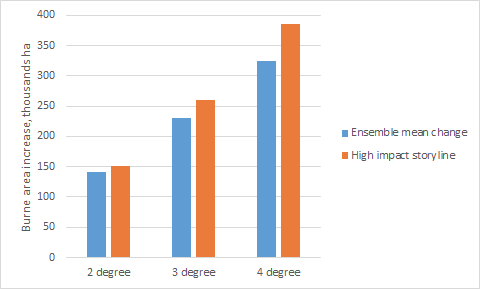 400
350
300
250
200
150
100
50
0
Burne area increase, thousands ha
2 degree
3 degree
4 degree
Ensemble mean change
High impact storyline